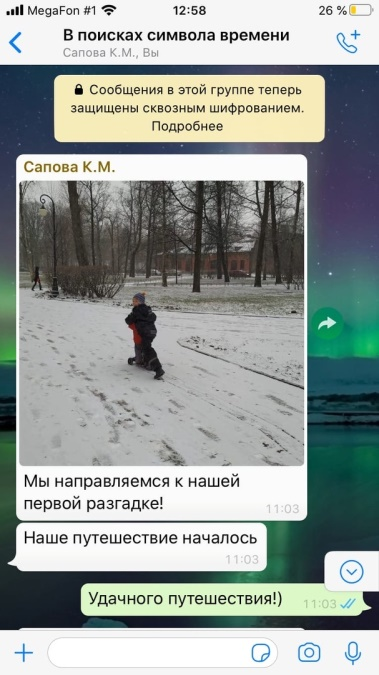 MegaFon #1 12:58 26 %
В поисках символа времени
Сапова К.М., Вы
Сообщения в этой группе теперь
защищены сквозным шифрованием.
Подробнее
Сапова К.М.
Мы направляемся к нашей
первой разгадке!
11:03
Наше путешествие началось
11:03
Удачного путешествия!)
11:03